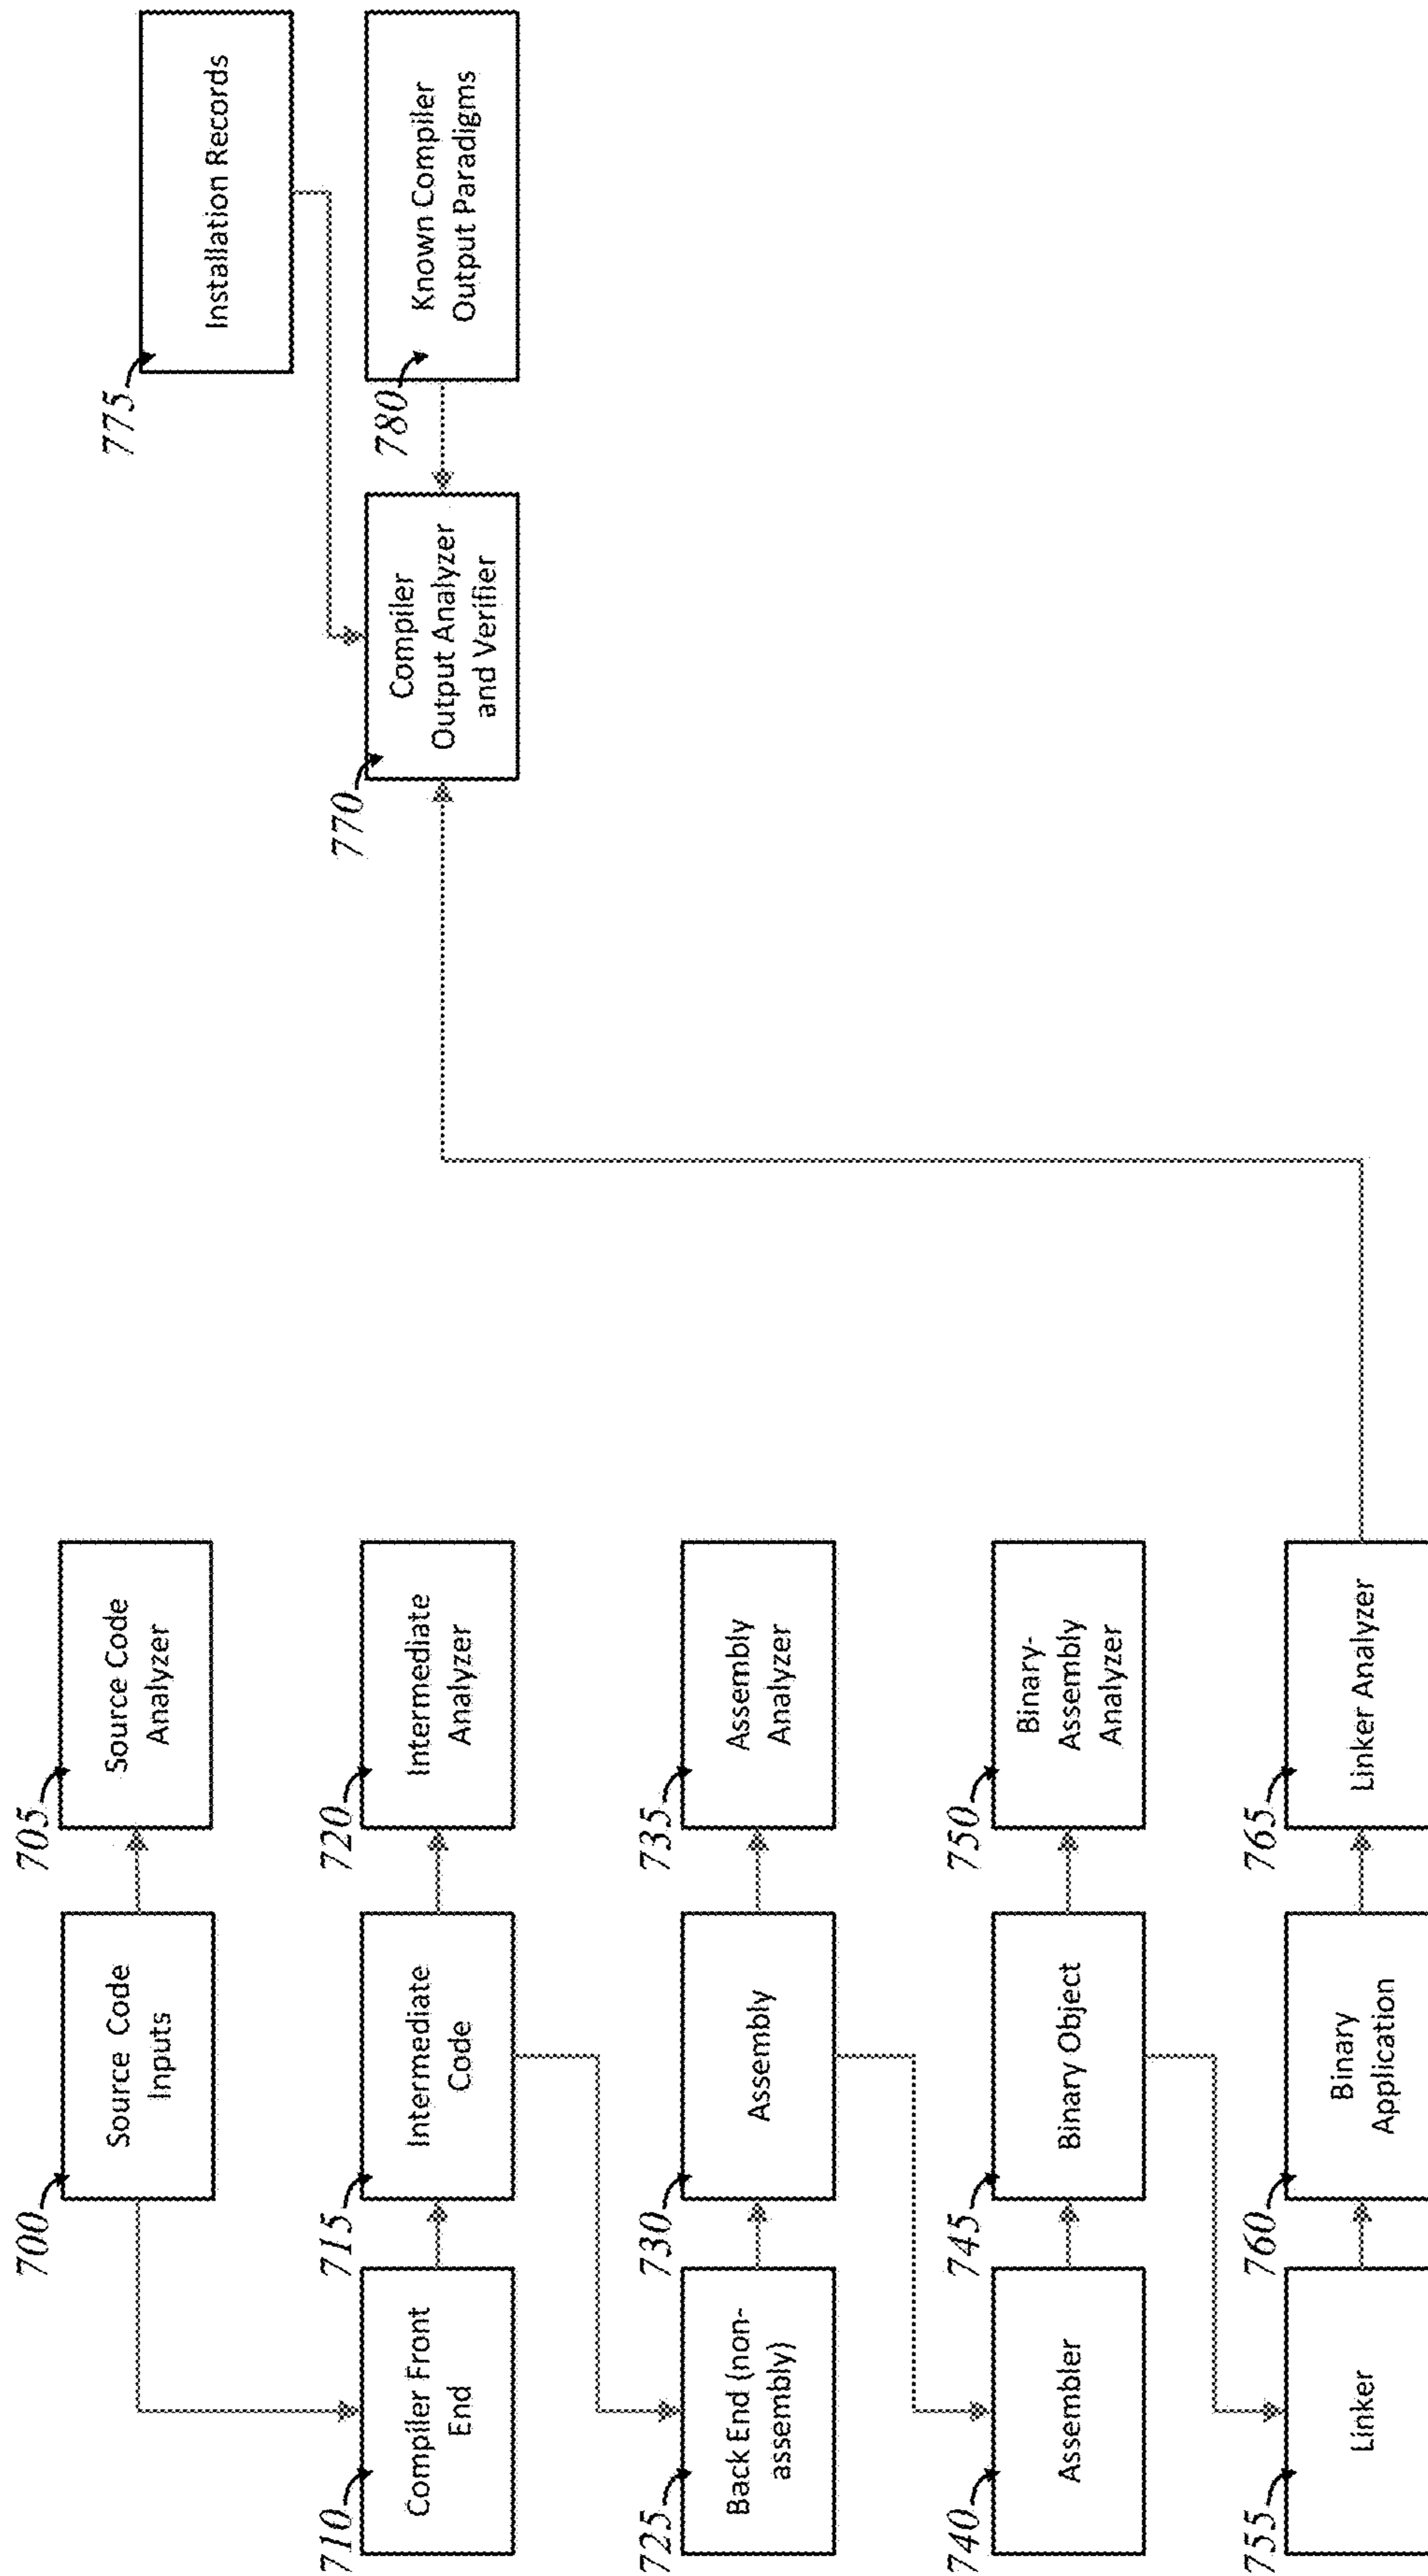 700
Source Code
Inputs
705
Source Code
Analyzer
710
Compiler Front
End
715
Intermediate
Code
720
Intermediate
Analyzer
725
Back End (non-
assembly)
730
Assembly
735
Assembly
Analyzer
740
Assembler
745
Binary Object
750
Binary-
Assembly
Analyzer
755
Linker
760
Binary
Application
765
Linker Analyzer
770
Compiler
Output Analyzer
and Verifier
775
Installation Records
780
Known Compiler
Output Paradigms